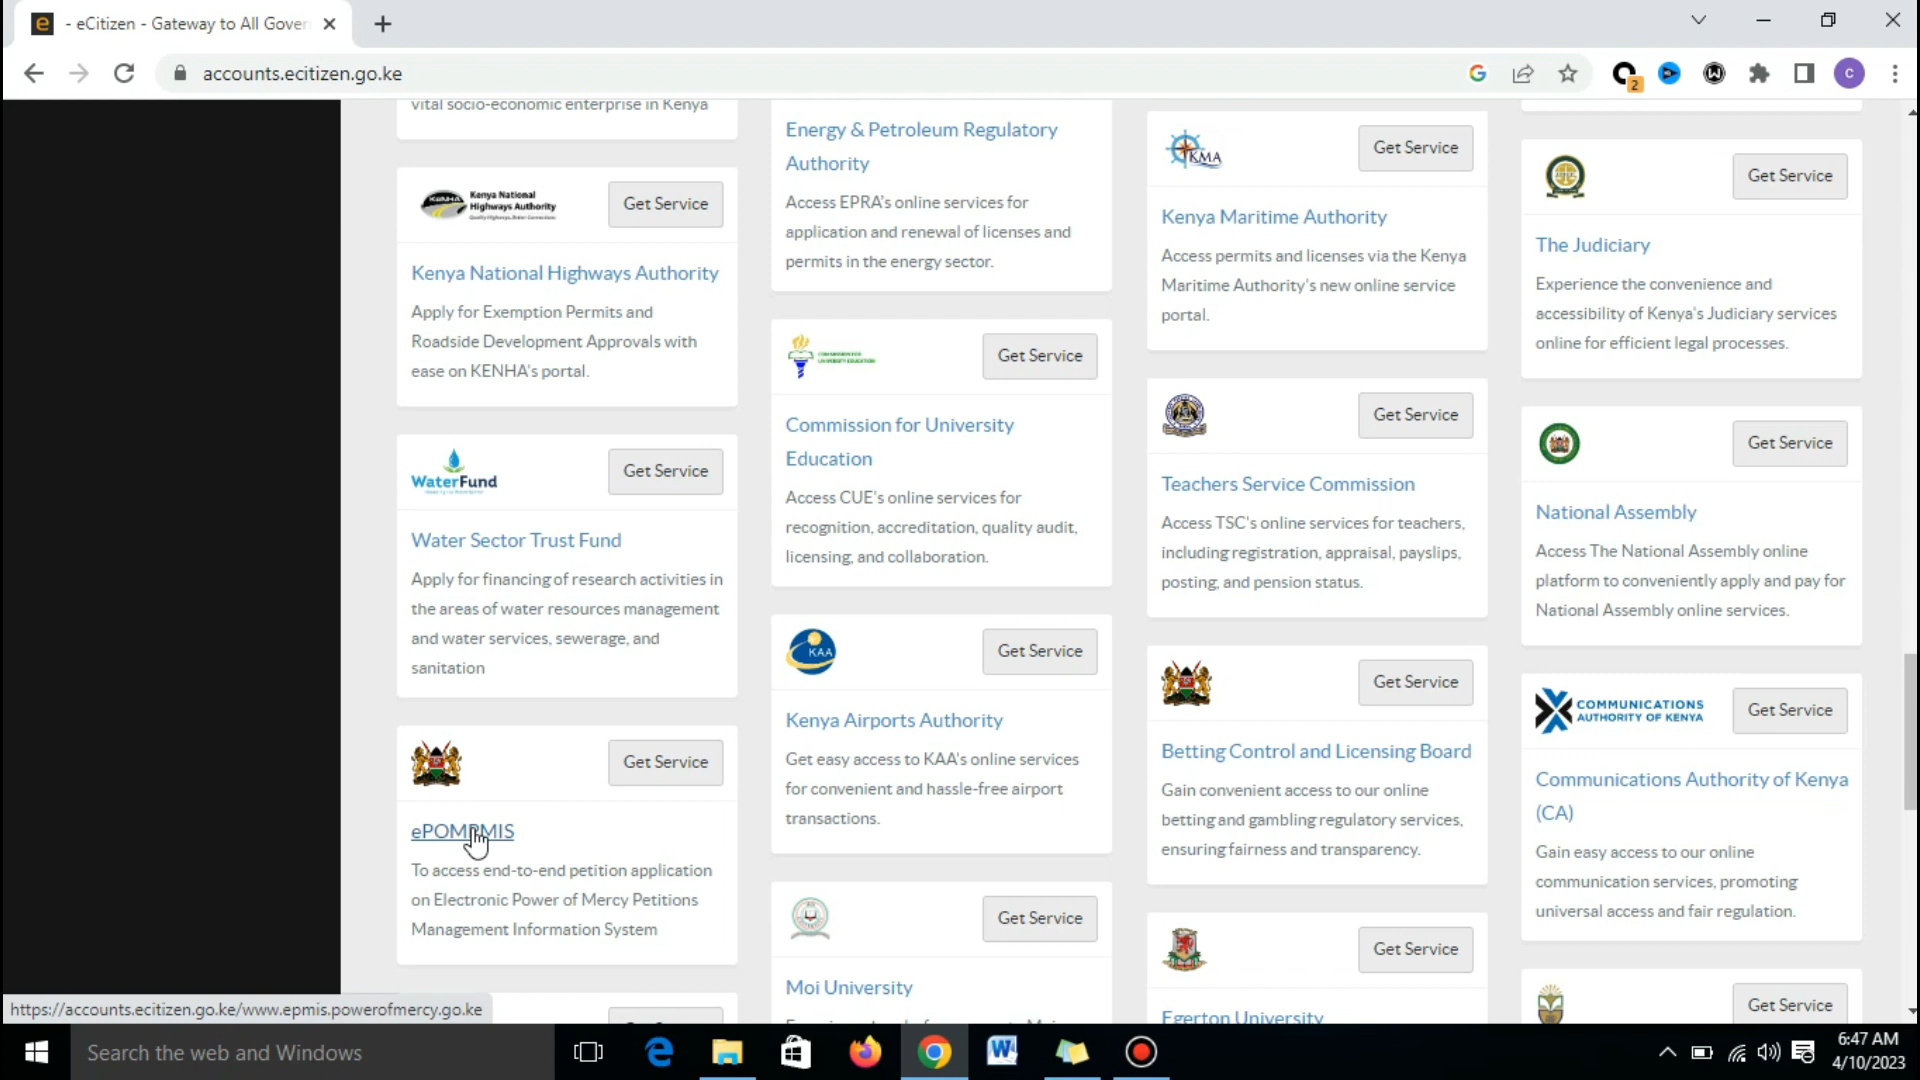 - eCitizen - Gateway to All Gover
accounts.ecitizen.go.ke
2
C
vital socio-economic enterprise in Kenya
KeNHA
Kenya National
Highways Authority
Quality Highways, Better Connections
Get Service
Kenya National Highways Authority
Apply for Exemption Permits and
Roadside Development Approvals with
ease on KENHA's portal.
WaterFund
Get Service
Water Sector Trust Fund
Apply for financing of research activities in
the areas of water resources management
and water services, sewerage, and
sanitation
Get Service
ePOMPMIS
To access end-to-end petition application
on Electronic Power of Mercy Petitions
Management Information System
Energy & Petroleum Regulatory
Authority
Access EPRA's online services for
application and renewal of licenses and
permits in the energy sector.
COMMISSION FOR
UNIVERSITY EDUCATION
Get Service
Commission for University
Education
Access CUE's online services for
recognition, accreditation, quality audit,
licensing, and collaboration.
KAA
Get Service
Kenya Airports Authority
Get easy access to KAA's online services
for convenient and hassle-free airport
transactions.
Get Service
Moi University
KMA
Get Service
Kenya Maritime Authority
Access permits and licenses via the Kenya
Maritime Authority's new online service
portal.
Get Service
Teachers Service Commission
Access TSC's online services for teachers,
including registration, appraisal, payslips,
posting, and pension status.
Get Service
Betting Control and Licensing Board
Gain convenient access to our online
betting and gambling regulatory services,
ensuring fairness and transparency.
Get Service
Egerton University
Get Service
The Judiciary
Experience the convenience and
accessibility of Kenya's Judiciary services
online for efficient legal processes.
Get Service
National Assembly
Access The National Assembly online
platform to conveniently apply and pay for
National Assembly online services.
COMMUNICATIONS
AUTHORITY OF KENYA
Get Service
Communications Authority of Kenya
(CA)
Gain easy access to our online
communication services, promoting
universal access and fair regulation.
Get Service
https://accounts.ecitizen.go.ke/www.epmis.powerofmercy.go.ke
Search the web and Windows
6:47 AM
4/10/2023